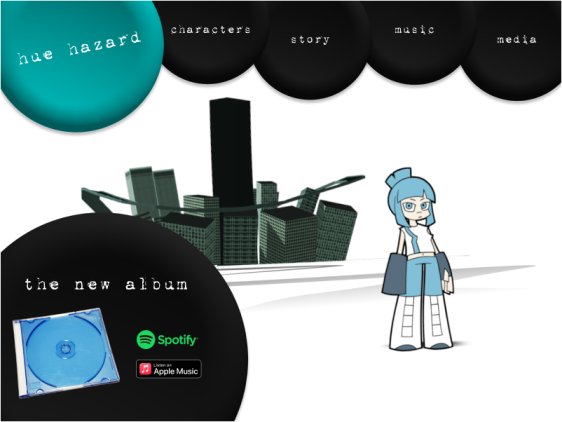 hue hazard
characters
story
music
media
the new album
Spotify
Listen on
Apple Music